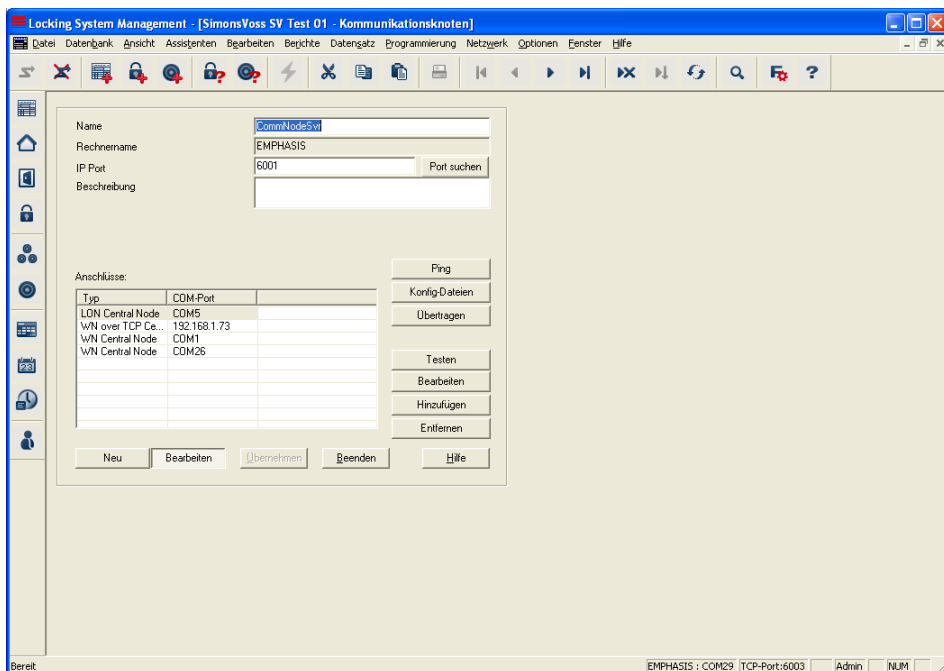 Locking System Management - [SimonsVoss SV Test 01 - Kommunikationsknoten]
Datei Datenbank Ansicht Assistenten Bearbeiten Berichte Datensatz Programmierung Netzwerk Optionen Fenster Hilfe
Name CommNodeSvr
Rechnername EMPHASIS
IP Port 6001 Port suchen
Beschreibung
Ping
Anschlüsse:
Konfig-Dateien
Typ COM-Port
LON Central Node COM5
Übertragen
WN over TCP Ce... 192.168.1.73
WN Central Node COM1
WN Central Node COM26
Testen
Bearbeiten
Hinzufügen
Entfernen
Neu Bearbeiten Übernehmen Beenden Hilfe
23
Bereit EMPHASIS : COM29 TCP-Port:6003 Admin NUM